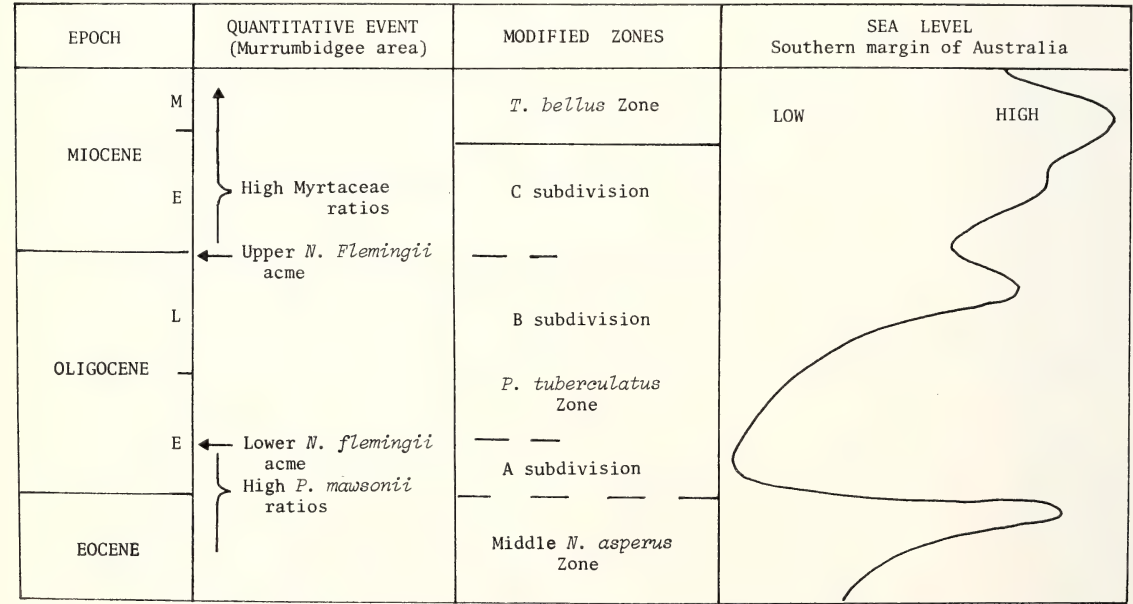 EPOCH
QUANTITATIVE EVENT
(Murrumbidgee area)
MODIFIED ZONES
SEA LEVEL
Southern margin of Australia
M
MIOCENE
E
L
OLIGOCENE
E
EOCENE
High Myrtaceae
ratios
Upper N. Flemingii
acme
Lower N. flemingii
acme
High P. mawsonii
ratios
T. bellus Zone
C subdivision
B subdivision
P. tuberculatus
Zone
A subdivision
Middle N. asperus
Zone
LOW
HIGH